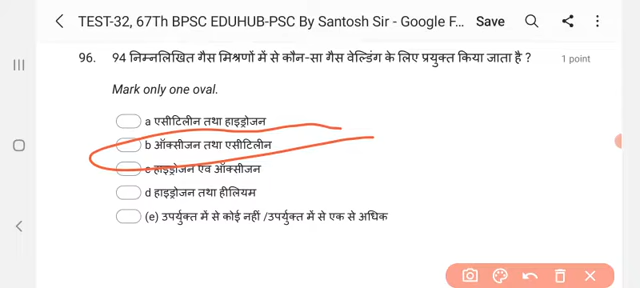 TEST-32, 67Th BPSC EDUHUB-PSC By Santosh Sir - Google F... Save
96. 94 निम्नलिखित गैस मिश्रणों में से कौन-सा गैस वेल्डिंग के लिए प्रयुक्त किया जाता है ? 1 point
Mark only one oval.
a एसीटिलीन तथा हाइड्रोजन
b ऑक्सीजन तथा एसीटिलीन
c हाइड्रोजन एवं ऑक्सीजन
d हाइड्रोजन तथा हीलियम
(e) उपर्युक्त में से कोई नहीं /उपर्युक्त में से एक से अधिक